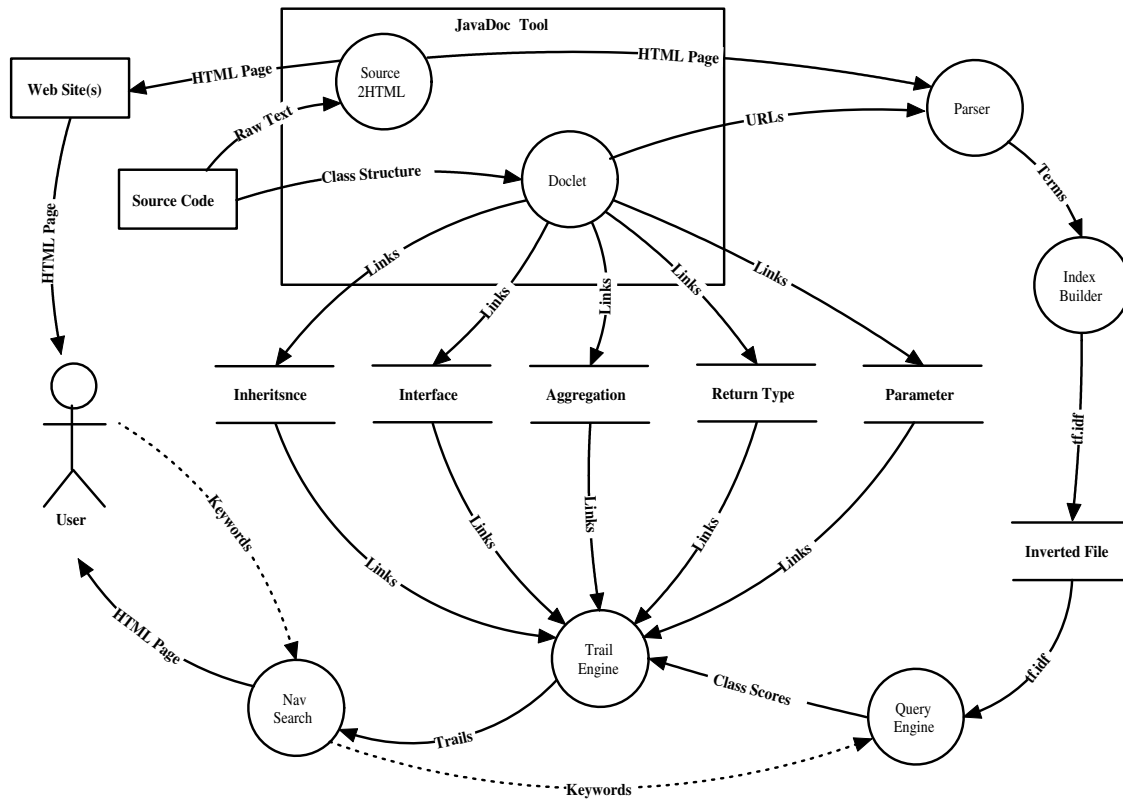 JavaDoc Tool
HTML Page
Source
2HTML
HTML Page
Web Site(s)
Parser
Raw Text
URLs
Class Structure
Source Code
Doclet
Terms
HTML Page
Links
Links
Links
Links
Links
Index
Builder
Inheritsnce
Interface
Aggregation
Return Type
Parameter
tf.idf
User
Keywords
Links
Links
Links
Links
Links
Inverted File
HTML Page
Trail
Engine
tf.idf
Class Scores
Nav
Search
Query
Engine
Trails
Keywords